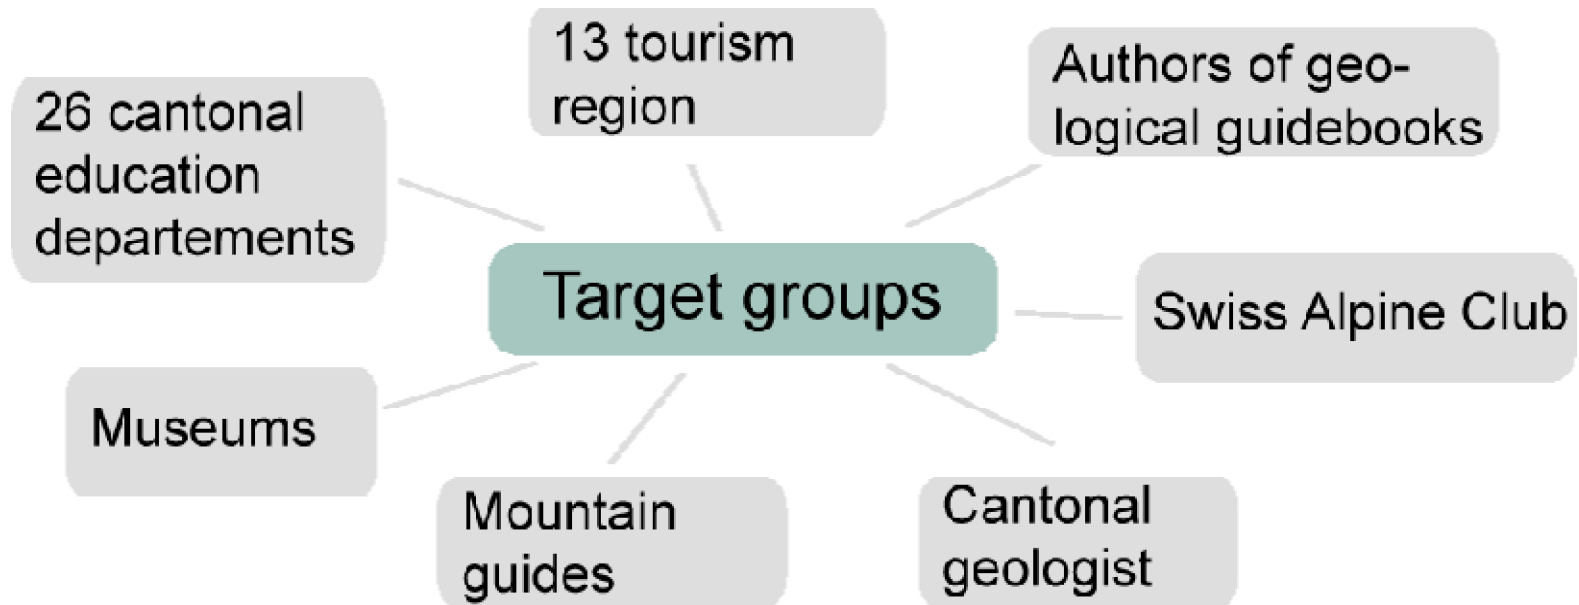 13 tourism
region
Authors of geo-
logical guidebooks
26 cantonal
education
departements
Target groups
Swiss Alpine Club
Museums
Mountain
guides
Cantonal
geologist